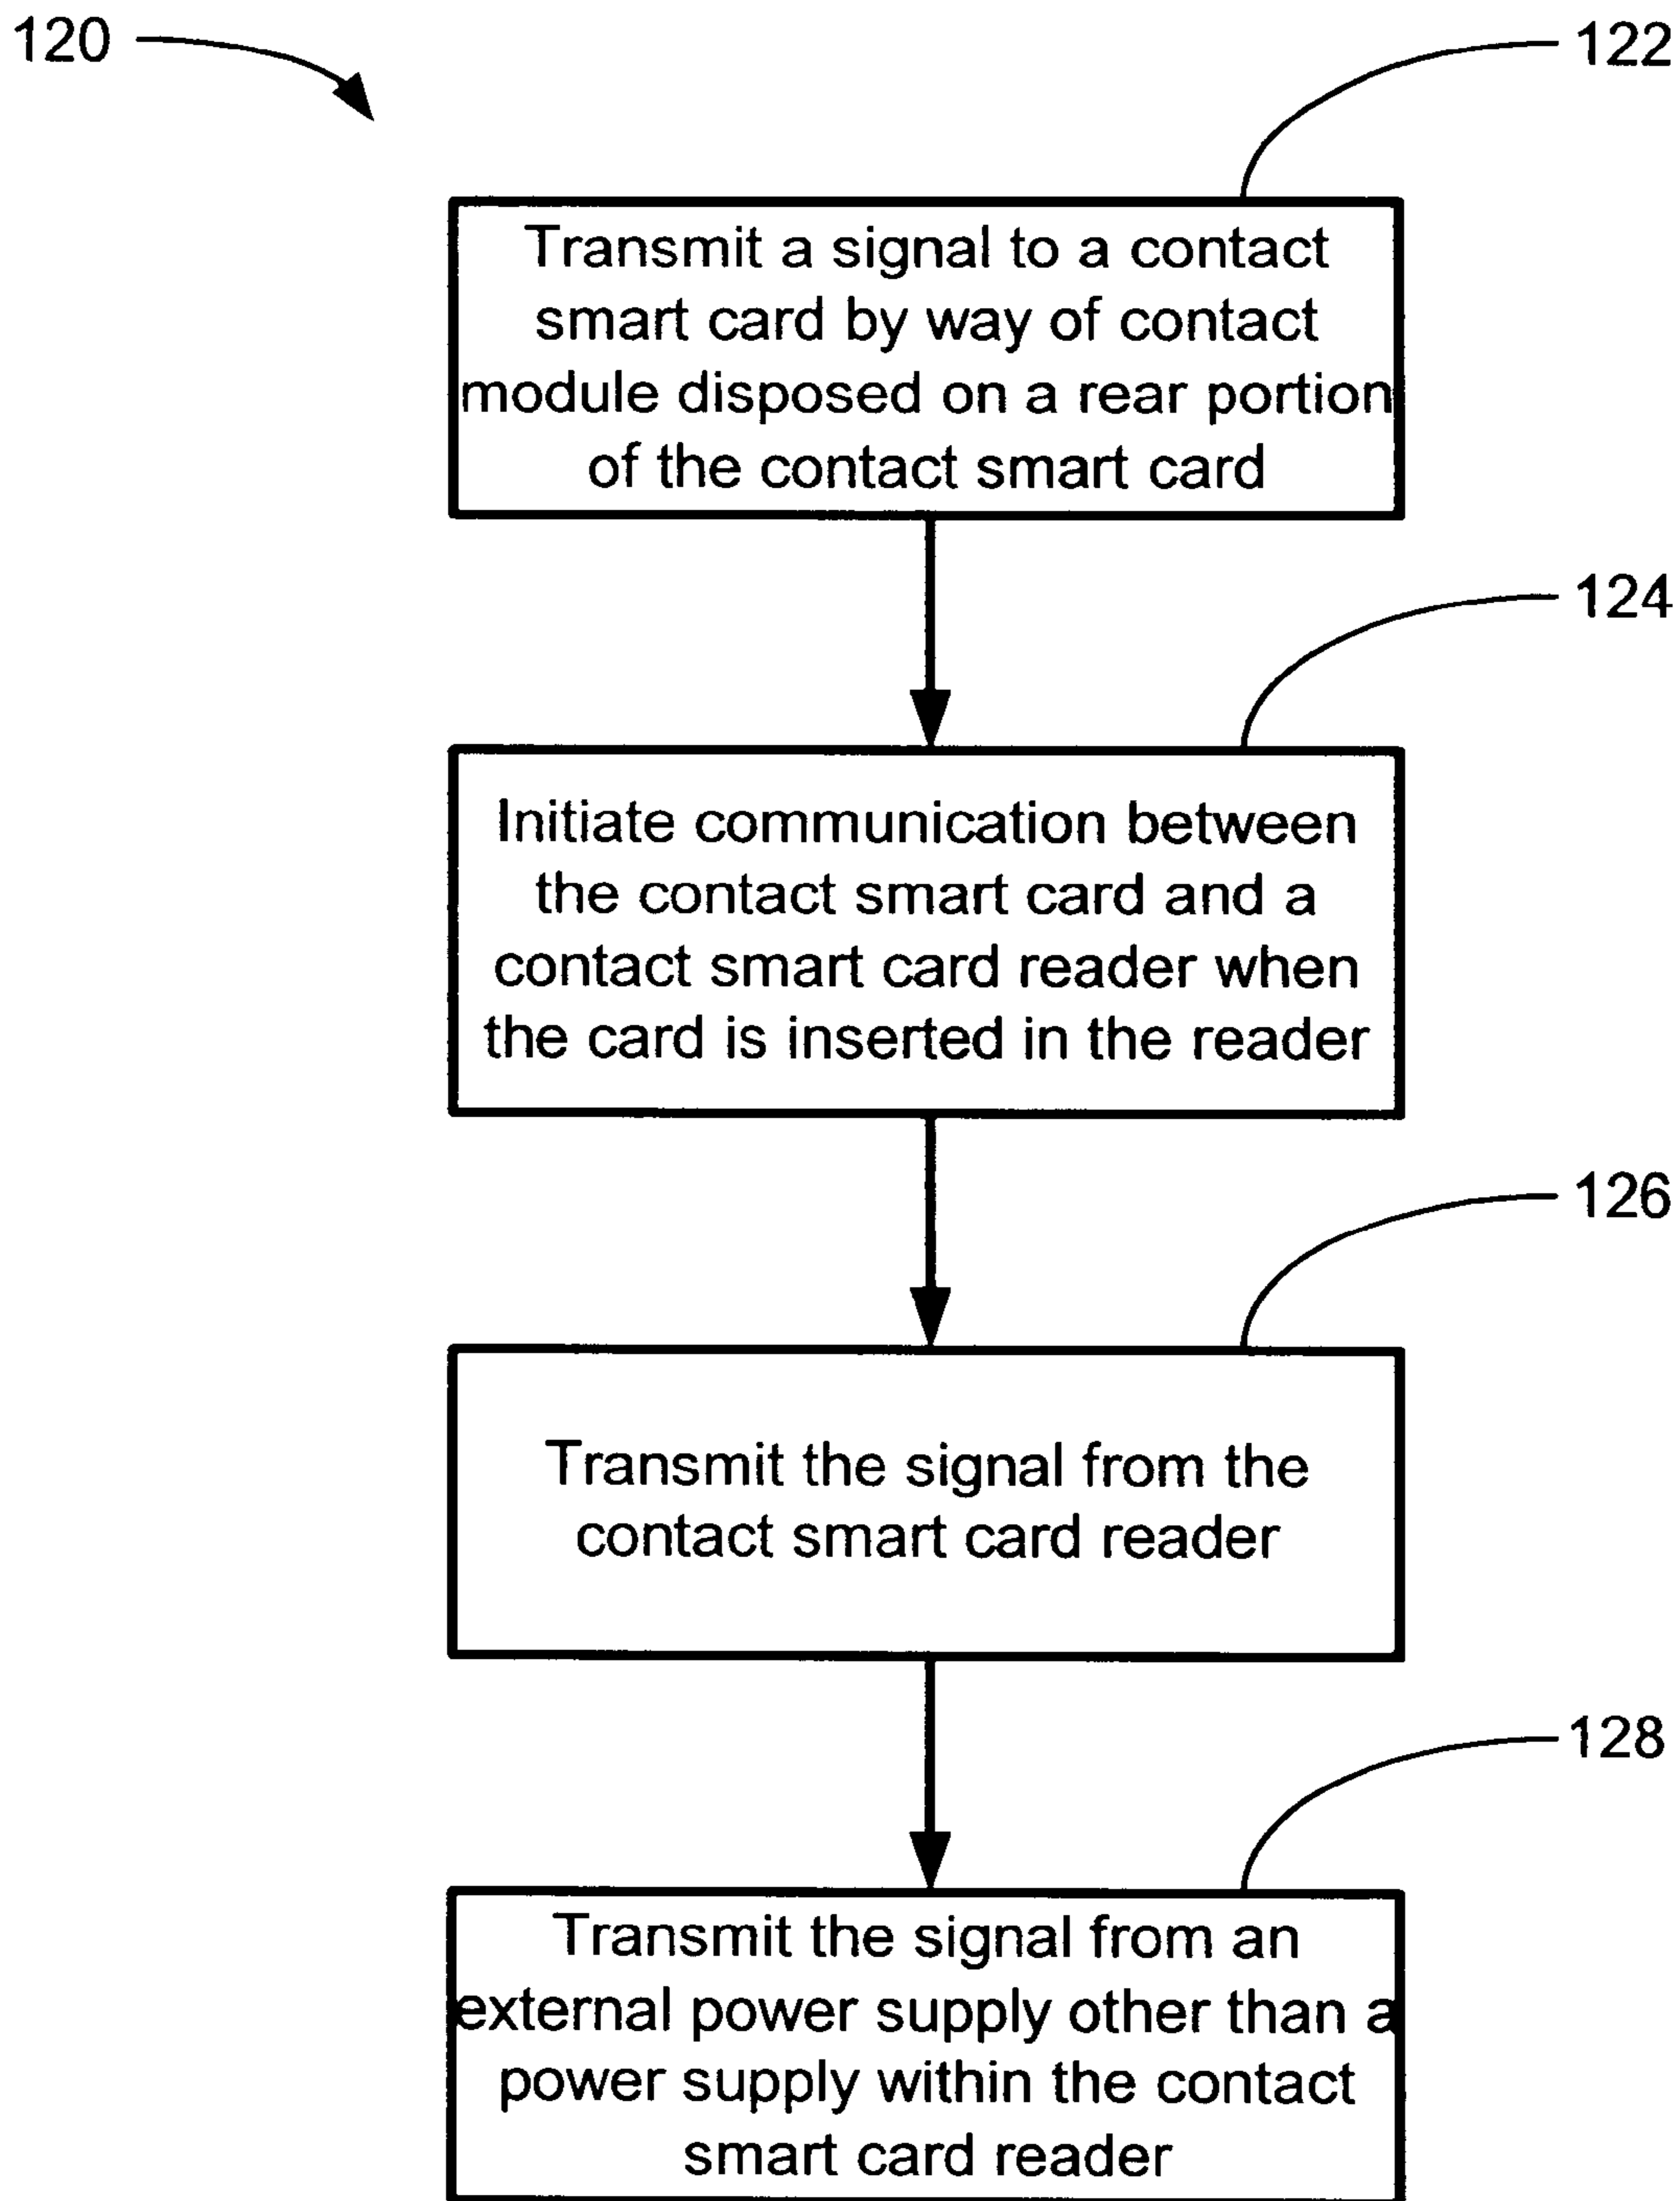 120
122
Transmit a signal to a contact
smart card by way of contact
module disposed on a rear portion
of the contact smart card
124
Initiate communication between
the contact smart card and a
contact smart card reader when
the card is inserted in the reader
126
Transmit the signal from the
contact smart card reader
128
Transmit the signal from an
external power supply other than a
power supply within the contact
smart card reader